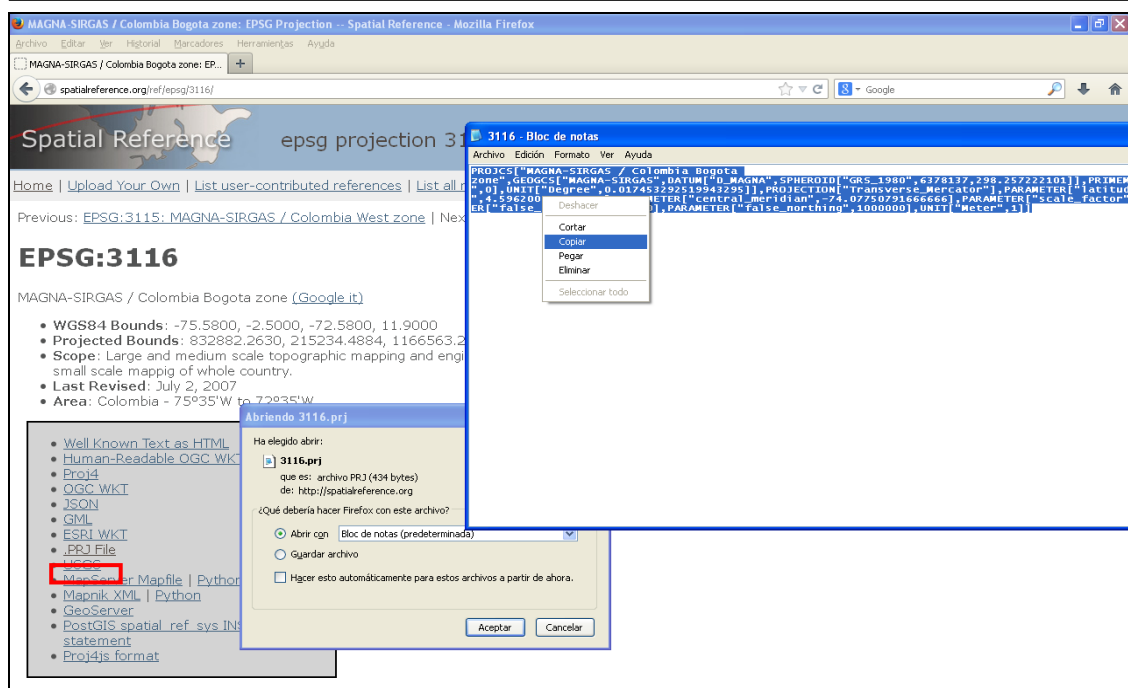 MAGNA-SIRGAS / Colombia Bogota zone: EPSG Projection -- Spatial Reference - Mozilla Firefox
Archivo Editar Ver Historial Marcadores Herramientas Ayuda
MAGNA-SIRGAS / Colombia Bogota zone: EP...
spatialreference.org/ref/epsg/3116/
Google
Spatial Reference
epsg projection 31
Home | Upload Your Own | List user-contributed references | List all
Previous: EPSG:3115: MAGNA-SIRGAS / Colombia West zone |
EPSG:3116
MAGNA-SIRGAS / Colombia Bogota zone (Google it)
WGS84 Bounds: -75.5800, -2.5000, -72.5800, 11.9000
Projected Bounds: 832882.2630, 215234.4884, 1166563.2
Scope: Large and medium scale topographic mapping and engi
small scale mappig of whole country.
Last Revised: July 2, 2007
Area: Colombia - 75º35'W to 72º35'W
Well Known Text as HTML
Human-Readable OGC WKT
Proj4
OGC WKT
JSON
GML
ESRI WKT
.PRJ File
USGS
MapServer Mapfile | Python
Mapnik XML | Python
GeoServer
PostGIS spatial_ref_sys INS
statement
Proj4js format
3116 - Bloc de notas
Archivo Edición Formato Ver Ayuda
PROJCS["MAGNA-SIRGAS / Colombia Bogota
zone",GEOGCS["MAGNA-SIRGAS",DATUM["D_MAGNA",SPHEROID["GRS_1980",6378137,298.257222101]],PRIMEM
",0],UNIT["Degree",0.017453292519943295]],PROJECTION["Transverse_Mercator"],PARAMETER["latitud
",4.596200 METER["central_meridian",-74.07750791666666],PARAMETER["scale_factor"
ER["false_ ],PARAMETER["false_northing",1000000],UNIT["Meter",1]]
Deshacer
Cortar
Copiar
Pegar
Eliminar
Seleccionar todo
Abriendo 3116.prj
Ha elegido abrir:
3116.prj
que es: archivo PRJ (434 bytes)
de: http://spatialreference.org
¿Qué debería hacer Firefox con este archivo?
Abrir con Bloc de notas (predeterminada)
Guardar archivo
Hacer esto automáticamente para estos archivos a partir de ahora.
Aceptar Cancelar